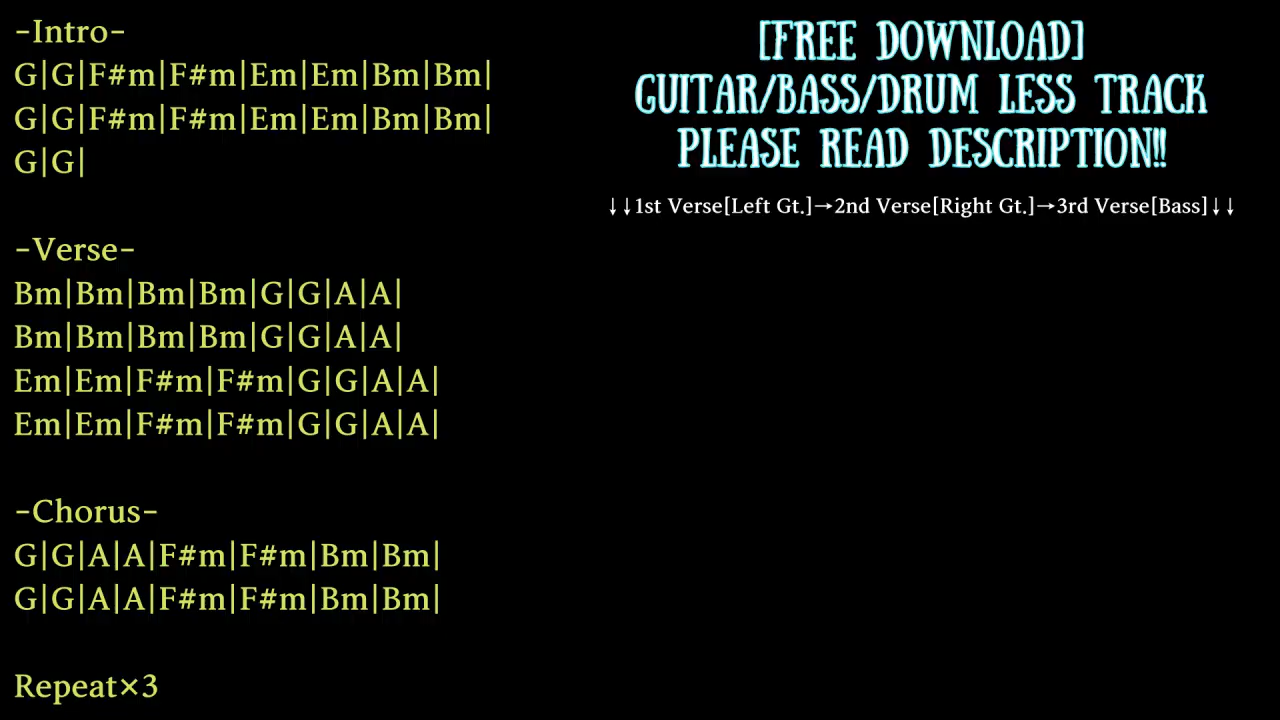 -Intro-
G|G|F#m|F#m|Em|Em|Bm|Bm|
G|G|F#m|F#m|Em|Em|Bm|Bm|
G|G|

-Verse-
Bm|Bm|Bm|Bm|G|G|A|A|
Bm|Bm|Bm|Bm|G|G|A|A|
Em|Em|F#m|F#m|G|G|A|A|
Em|Em|F#m|F#m|G|G|A|A|

-Chorus-
G|G|A|A|F#m|F#m|Bm|Bm|
G|G|A|A|F#m|F#m|Bm|Bm|

Repeat×3

[FREE DOWNLOAD]
GUITAR/BASS/DRUM LESS TRACK
PLEASE READ DESCRIPTION!!
↓↓1st Verse[Left Gt.]→2nd Verse[Right Gt.]→3rd Verse[Bass]↓↓